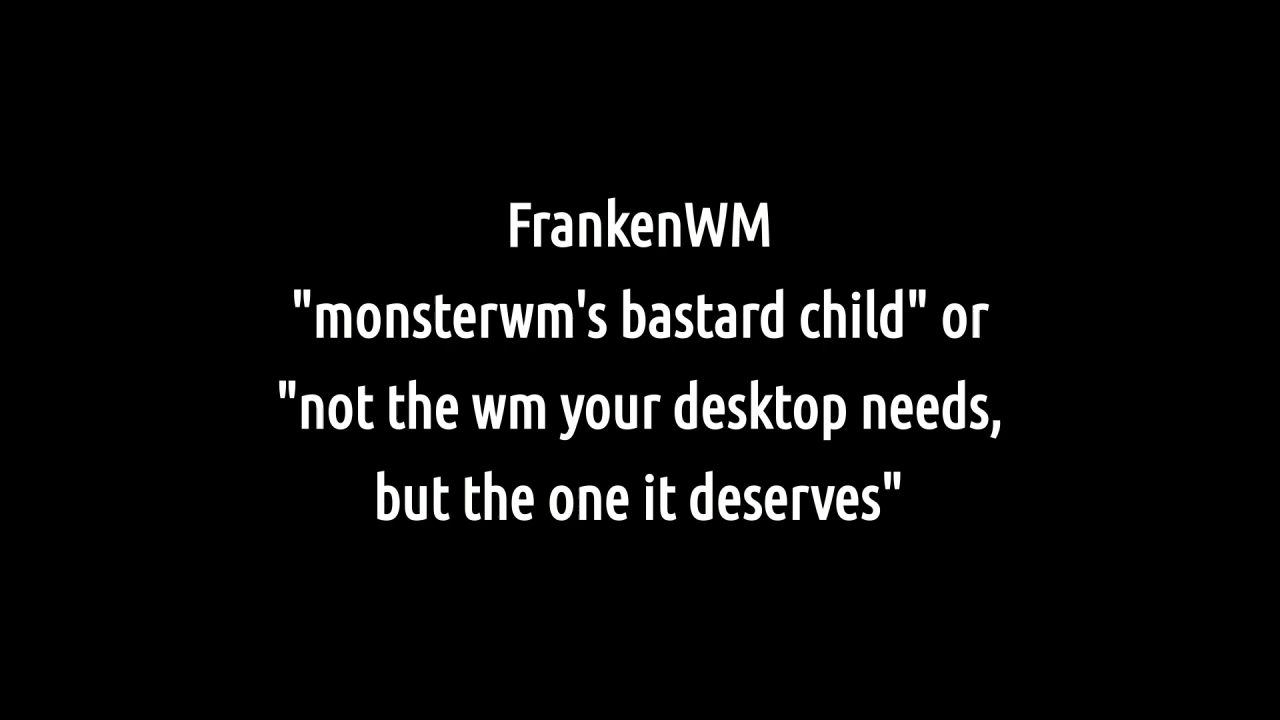 FrankenWM
"monsterwm's bastard child" or
"not the wm your desktop needs,
but the one it deserves"